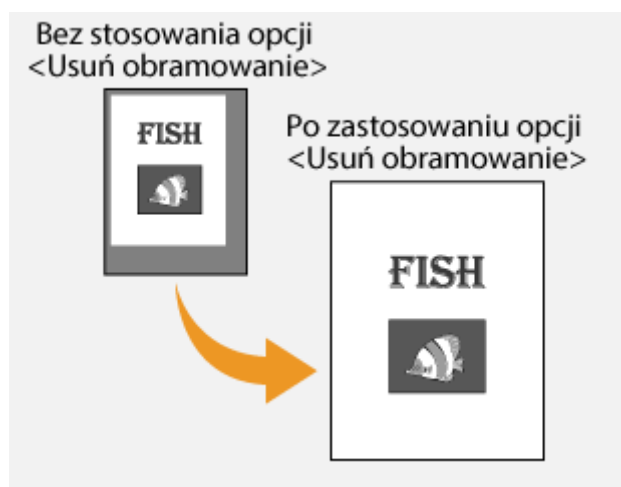 Bez stosowania opcji
<Usuń obramowanie>
FISH
Po zastosowaniu opcji
<Usuń obramowanie>
FISH